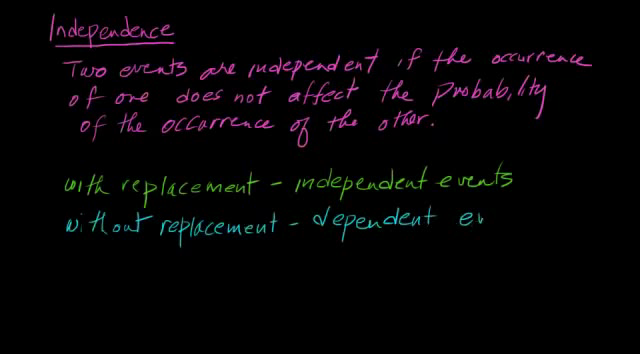 Independence
Two events are independent if the occurrence
of one does not affect the probability
of the occurrence of the other.
with replacement - independent events
without replacement - dependent ev